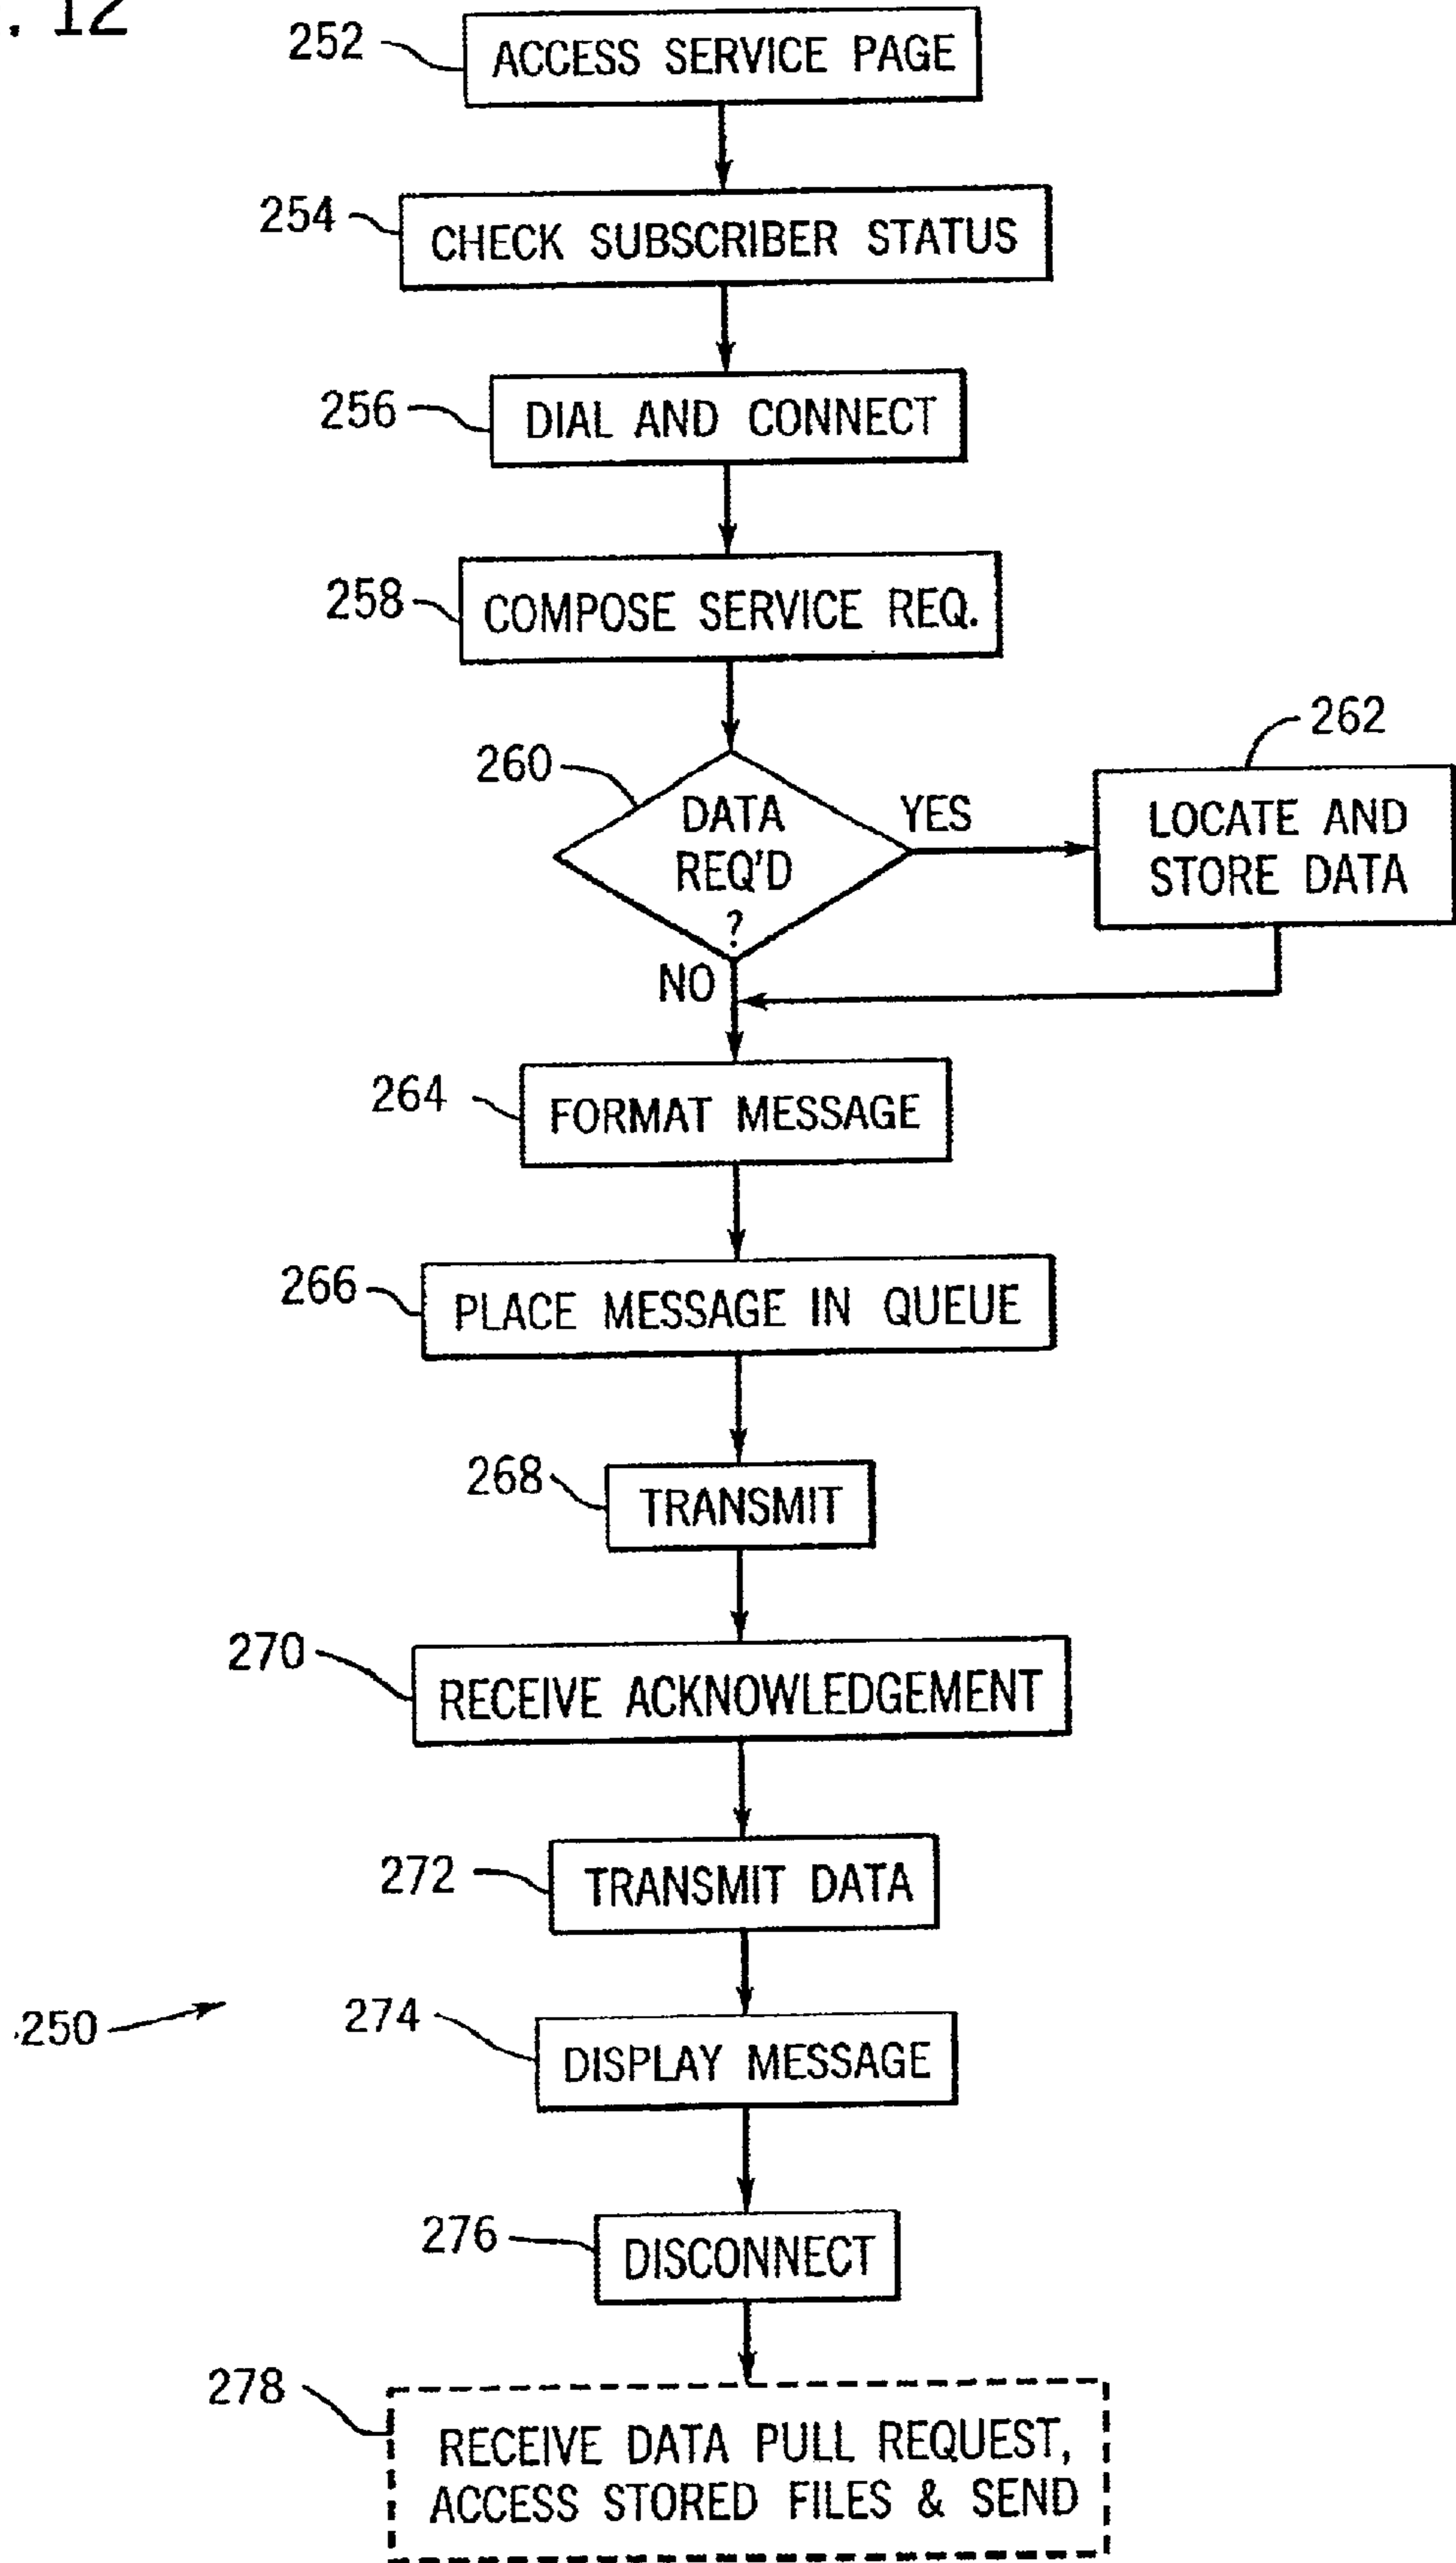 . 12
252
ACCESS SERVICE PAGE
254
CHECK SUBSCRIBER STATUS
256
DIAL AND CONNECT
258
COMPOSE SERVICE REQ.
260
DATA
REQ'D
?
YES
262
LOCATE AND
STORE DATA
NO
264
FORMAT MESSAGE
266
PLACE MESSAGE IN QUEUE
268
TRANSMIT
270
RECEIVE ACKNOWLEDGEMENT
272
TRANSMIT DATA
250
274
DISPLAY MESSAGE
276
DISCONNECT
278
RECEIVE DATA PULL REQUEST,
ACCESS STORED FILES & SEND